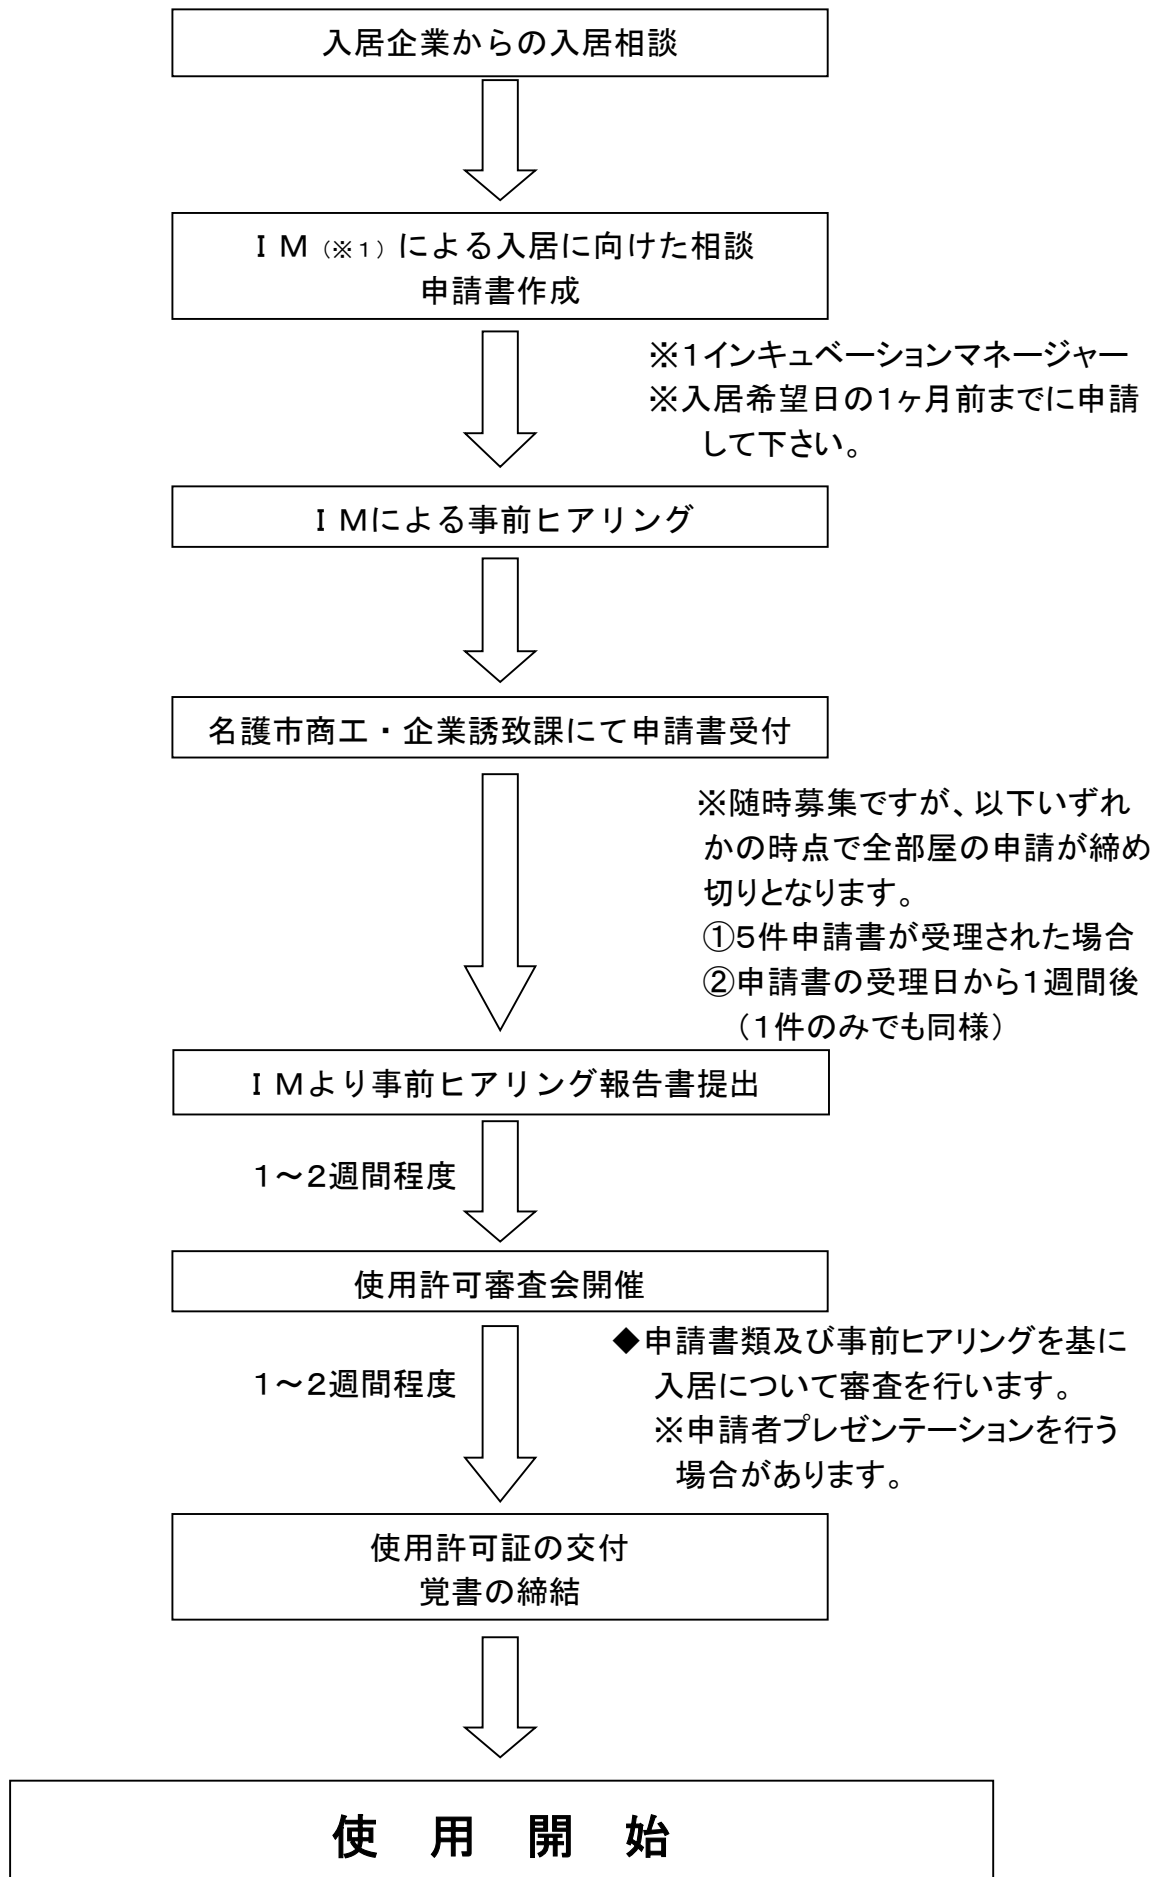 入居企業からの入居相談
ＩＭ（※１）による入居に向けた相談
申請書作成
※１インキュベーションマネージャー
※入居希望日の１ヶ月前までに申請
して下さい。
ＩＭによる事前ヒアリング
名護市商工・企業誘致課にて申請書受付
※随時募集ですが、以下いずれ
かの時点で全部屋の申請が締め
切りとなります。
①５件申請書が受理された場合
②申請書の受理日から１週間後
（１件のみでも同様）
ＩＭより事前ヒアリング報告書提出
１～２週間程度
使用許可審査会開催
◆申請書類及び事前ヒアリングを基に
入居について審査を行います。
※申請者プレゼンテーションを行う
場合があります。
１～２週間程度
使用許可証の交付
覚書の締結
使　用　開　始